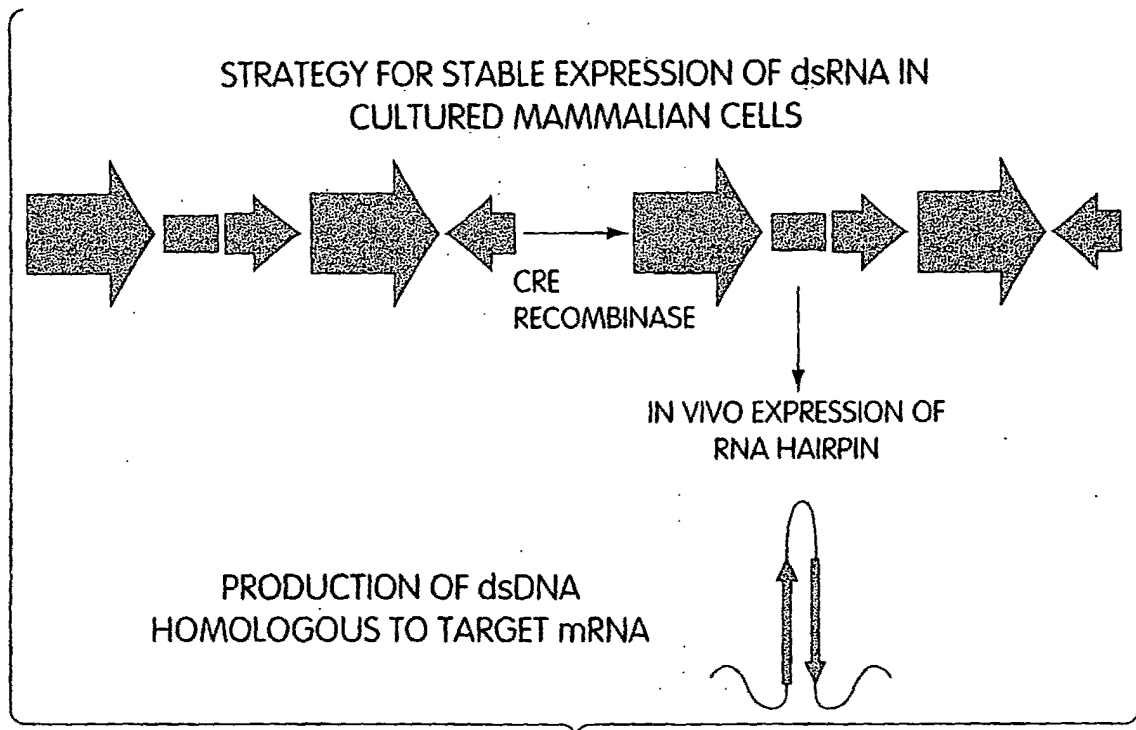 STRATEGY FOR STABLE EXPRESSION OF dsRNA IN
CULTURED MAMMALIAN CELLS
CRE
RECOMBINASE
IN VIVO EXPRESSION OF
RNA HAIRPIN
PRODUCTION OF dsDNA
HOMOLOGOUS TO TARGET mRNA